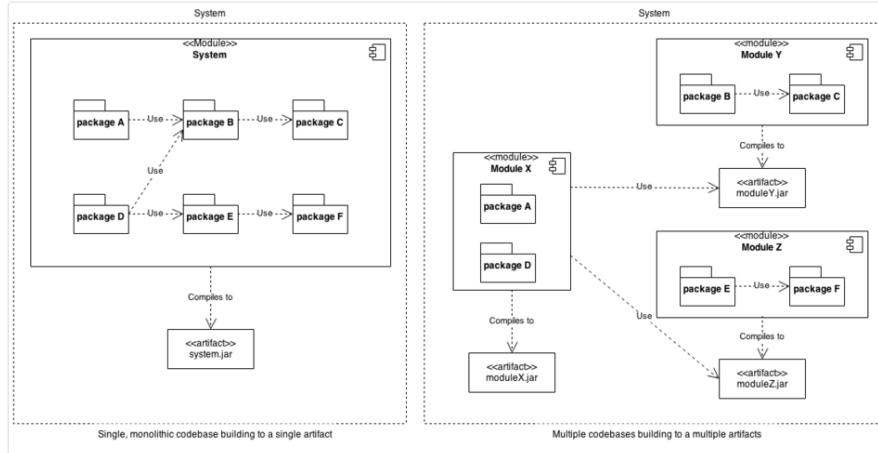 System
<<Module>>
System
package A
Use
package B
Use
package C
Use
package D
Use
package E
Use
package F
Compiles to
<<artifact>>
system.jar
Single, monolithic codebase building to a single artifact
System
<<module>>
Module Y
package B
Use
package C
Compiles to
<<artifact>>
moduleY.jar
<<module>>
Module X
package A
package D
Use
Use
Compiles to
<<artifact>>
moduleX.jar
<<module>>
Module Z
package E
Use
package F
Compiles to
<<artifact>>
moduleZ.jar
Multiple codebases building to a multiple artifacts